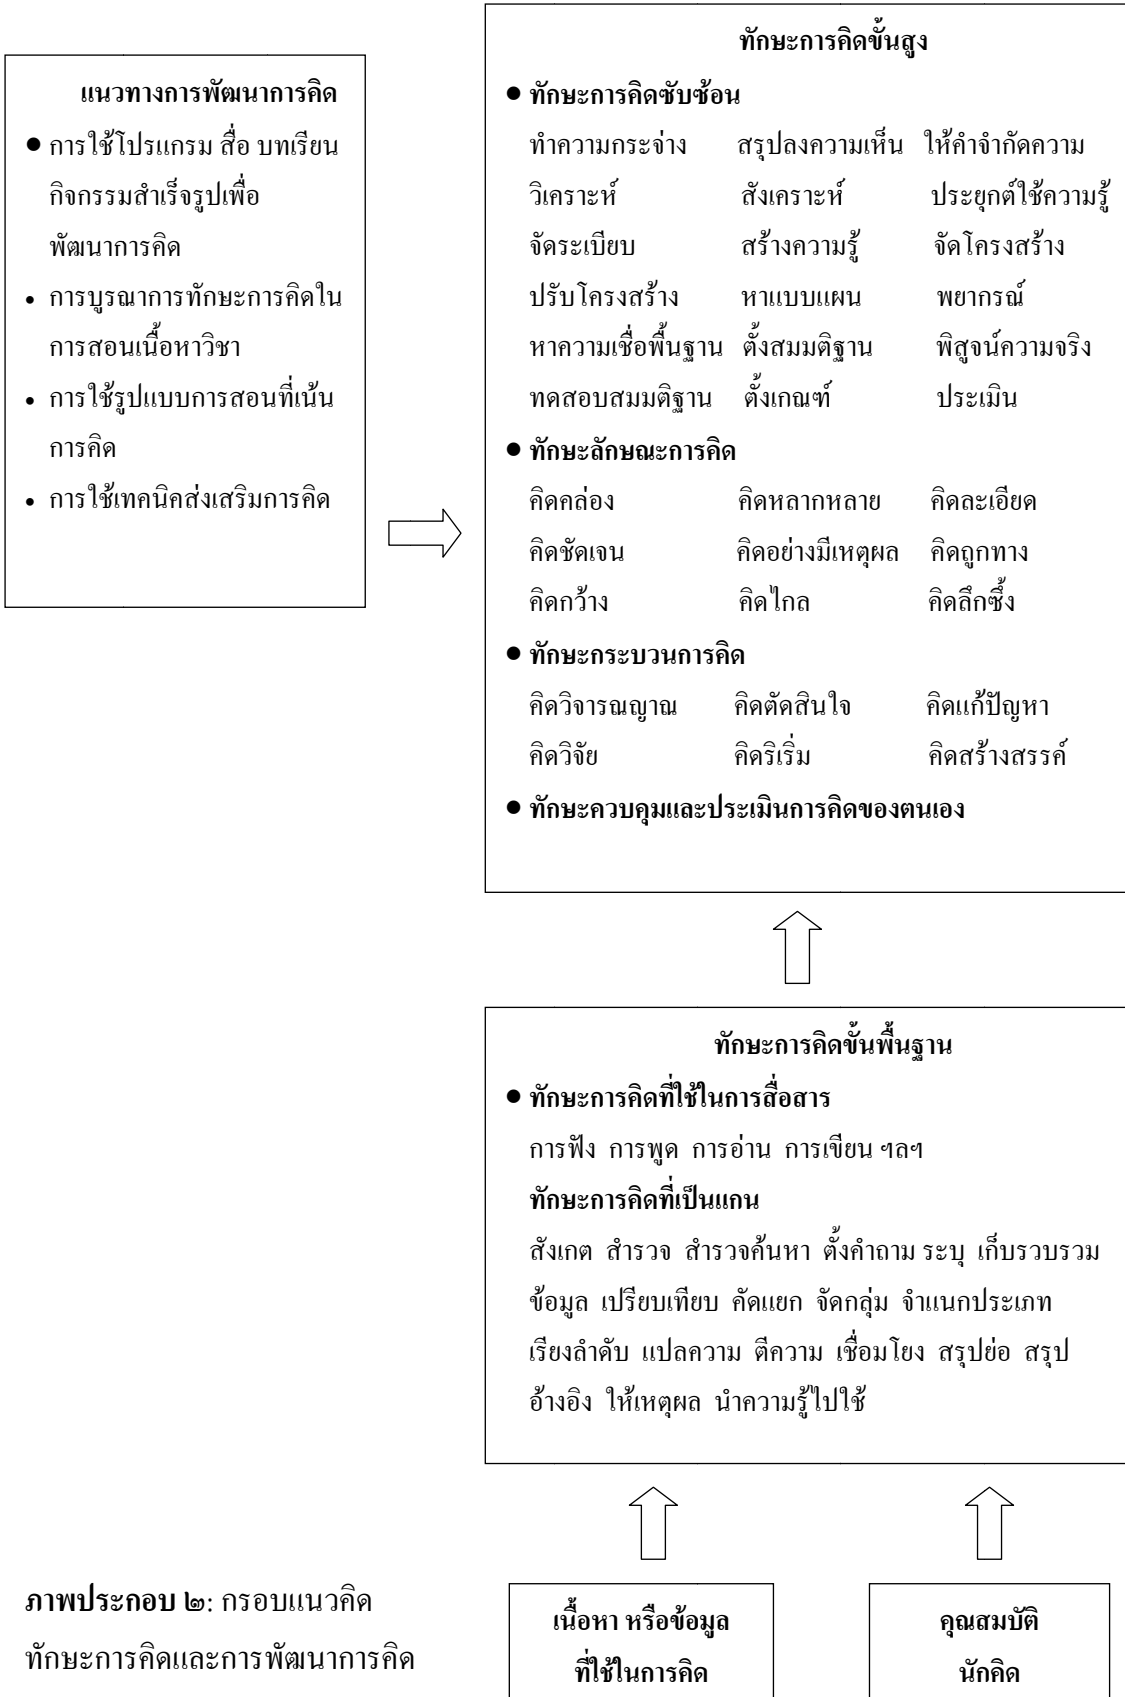 แนวทางการพัฒนาการคิด
● การใช้โปรแกรม สื่อ บทเรียน
กิจกรรมสำเร็จรูปเพื่อ
พัฒนาการคิด
• การบูรณาการทักษะการคิดใน
การสอนเนื้อหาวิชา
• การใช้รูปแบบการสอนที่เน้น
การคิด
• การใช้เทคนิคส่งเสริมการคิด
ทักษะการคิดขั้นสูง
● ทักษะการคิดซับซ้อน
ทำความกระจ่าง สรุปลงความเห็น ให้คำจำกัดความ
วิเคราะห์ สังเคราะห์ ประยุกต์ใช้ความรู้
จัดระเบียบ สร้างความรู้ จัดโครงสร้าง
ปรับโครงสร้าง หาแบบแผน พยากรณ์
หาความเชื่อพื้นฐาน ตั้งสมมติฐาน พิสูจน์ความจริง
ทดสอบสมมติฐาน ตั้งเกณฑ์ ประเมิน
● ทักษะลักษณะการคิด
คิดคล่อง คิดหลากหลาย คิดละเอียด
คิดชัดเจน คิดอย่างมีเหตุผล คิดถูกทาง
คิดกว้าง คิดไกล คิดลึกซึ้ง
● ทักษะกระบวนการคิด
คิดวิจารณญาณ คิดตัดสินใจ คิดแก้ปัญหา
คิดวิจัย คิดริเริ่ม คิดสร้างสรรค์
● ทักษะควบคุมและประเมินการคิดของตนเอง
ทักษะการคิดขั้นพื้นฐาน
● ทักษะการคิดที่ใช้ในการสื่อสาร
การฟัง การพูด การอ่าน การเขียน ฯลฯ
ทักษะการคิดที่เป็นแกน
สังเกต สำรวจ สำรวจค้นหา ตั้งคำถาม ระบุ เก็บรวบรวม
ข้อมูล เปรียบเทียบ คัดแยก จัดกลุ่ม จำแนกประเภท
เรียงลำดับ แปลความ ตีความ เชื่อมโยง สรุปย่อ สรุป
อ้างอิง ให้เหตุผล นำความรู้ไปใช้
เนื้อหา หรือข้อมูล
ที่ใช้ในการคิด
คุณสมบัติ
นักคิด
ภาพประกอบ ๒: กรอบแนวคิด
ทักษะการคิดและการพัฒนาการคิด